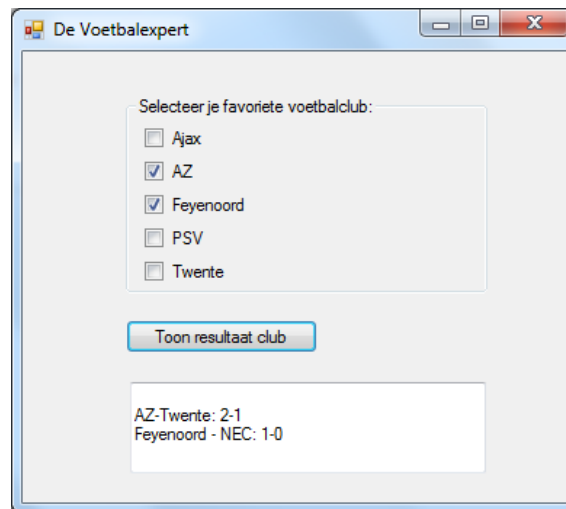 De Voetbalexpert
Selecteer je favoriete voetbalclub:
Ajax
AZ
Feyenoord
PSV
Twente
Toon resultaat club
AZ-Twente: 2-1
Feyenoord - NEC: 1-0